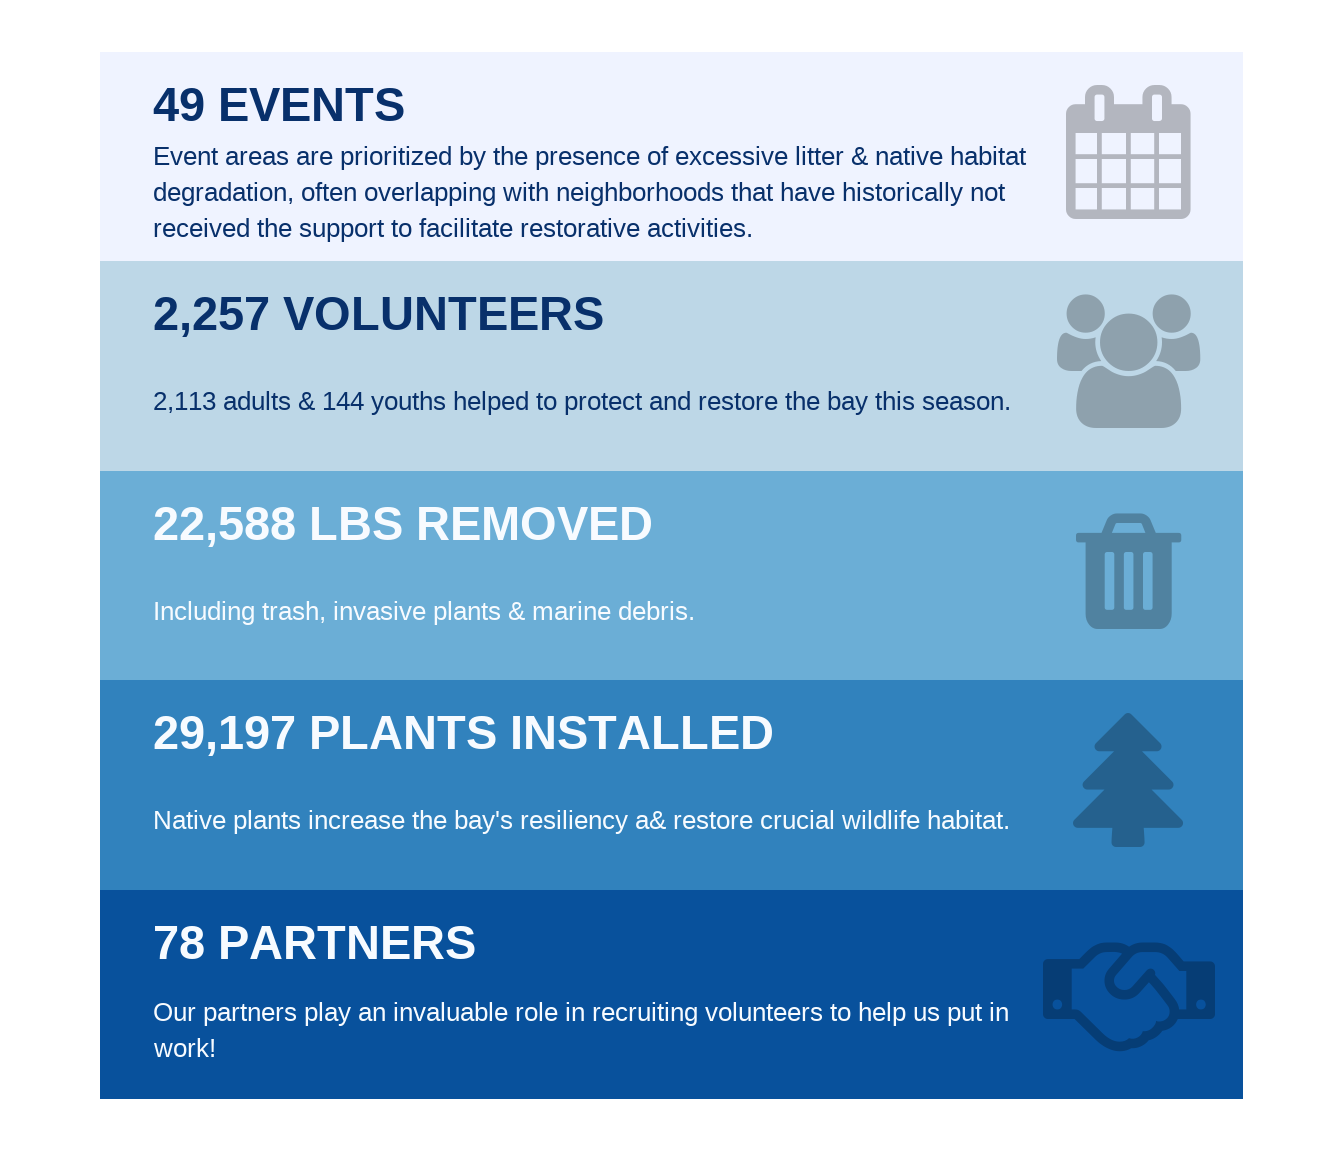 49 EVENTS
Event areas are prioritized by the presence of excessive litter & native habitat
degradation, often overlapping with neighborhoods that have historically not
received the support to facilitate restorative activities.
2,257 VOLUNTEERS
2,113 adults & 144 youths helped to protect and restore the bay this season.
22,588 LBS REMOVED
Including trash, invasive plants & marine debris.
29,197 PLANTS INSTALLED
Native plants increase the bay's resiliency a& restore crucial wildlife habitat.
78 PARTNERS
Our partners play an invaluable role in recruiting volunteers to help us put in
work!